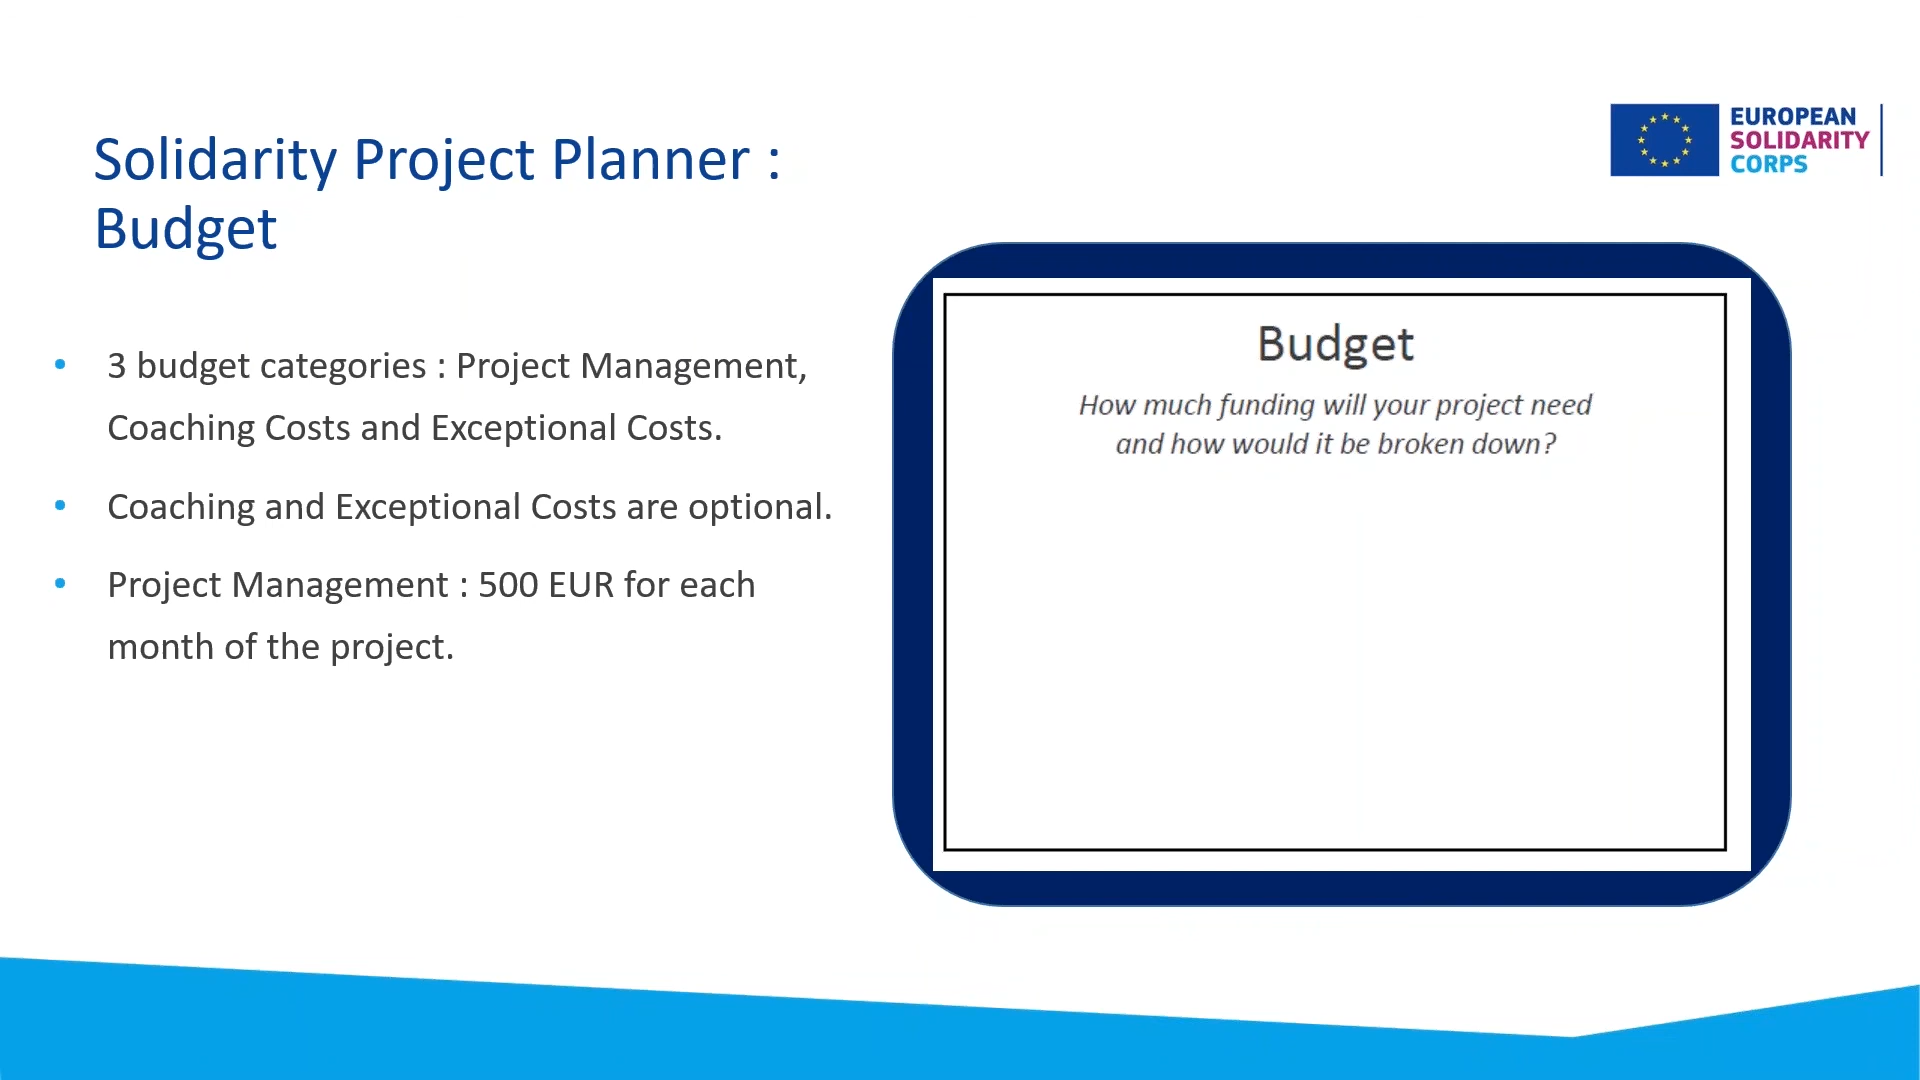 EUROPEAN
SOLIDARITY
CORPS
Solidarity Project Planner :
Budget
• 3 budget categories : Project Management,
Coaching Costs and Exceptional Costs.
• Coaching and Exceptional Costs are optional.
• Project Management : 500 EUR for each
month of the project.
Budget
How much funding will your project need
and how would it be broken down?